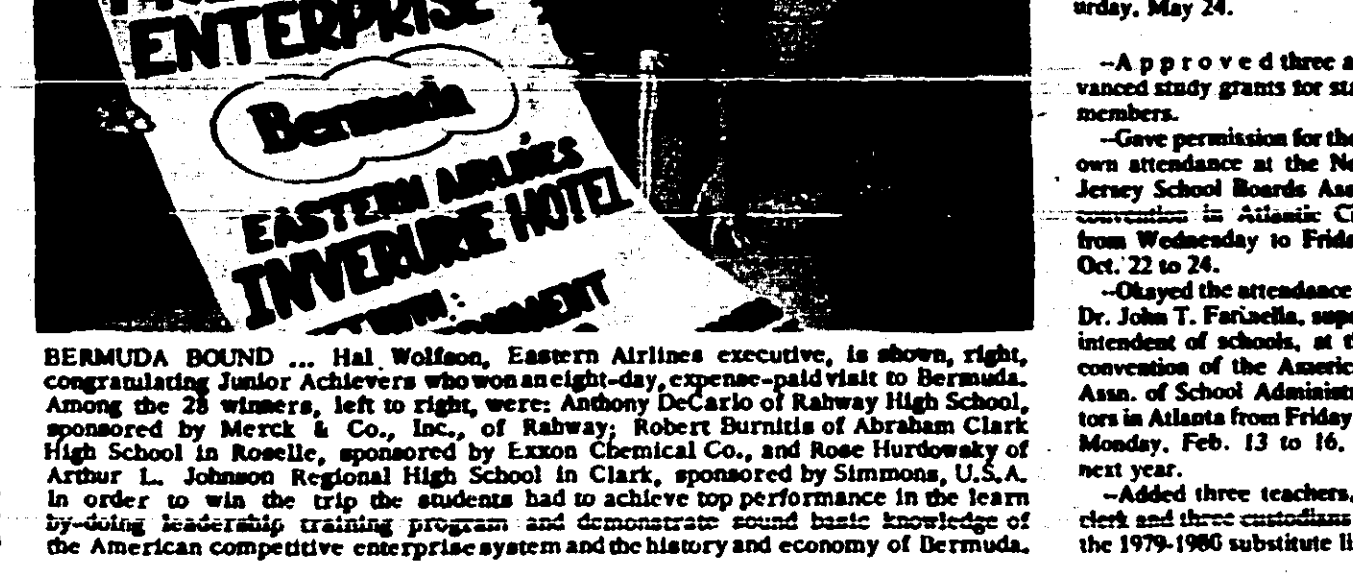 ENTERPRISE
Bermuda
EASTERN AIRLINES
INVERURE HOTEL
BERMUDA BOUND ... Hal Wolfson, Eastern Airlines executive, is shown, right,
congratulating Junior Achievers who won an eight-day, expense-paid visit to Bermuda.
Among the 28 winners, left to right, were: Anthony DeCarlo of Rahway High School,
sponsored by Merck & Co., Inc., of Rahway; Robert Burnitis of Abraham Clark
High School in Roselle, sponsored by Exxon Chemical Co., and Rose Hurdowsky of
Arthur L. Johnson Regional High School in Clark, sponsored by Simmons, U.S.A.
In order to win the trip the students had to achieve top performance in the learn
by-doing leadership training program and demonstrate sound basic knowledge of
the American competitive enterprise system and the history and economy of Bermuda.
urday, May 24.
--Approved three a
vanced study grants for sta
members.
--Gave permission for the
own attendance at the Ne
Jersey School Boards Ass
convention in Atlantic Ci
from Wednesday to Frida
Oct. 22 to 24.
--Okayed the attendance
Dr. John T. Farinella, supe
intendent of schools, at t
convention of the Americ
Assn. of School Administr
tors in Atlanta from Friday
Monday, Feb. 13 to 16,
next year.
--Added three teachers,
clerk and three custodians
the 1979-1980 substitute li